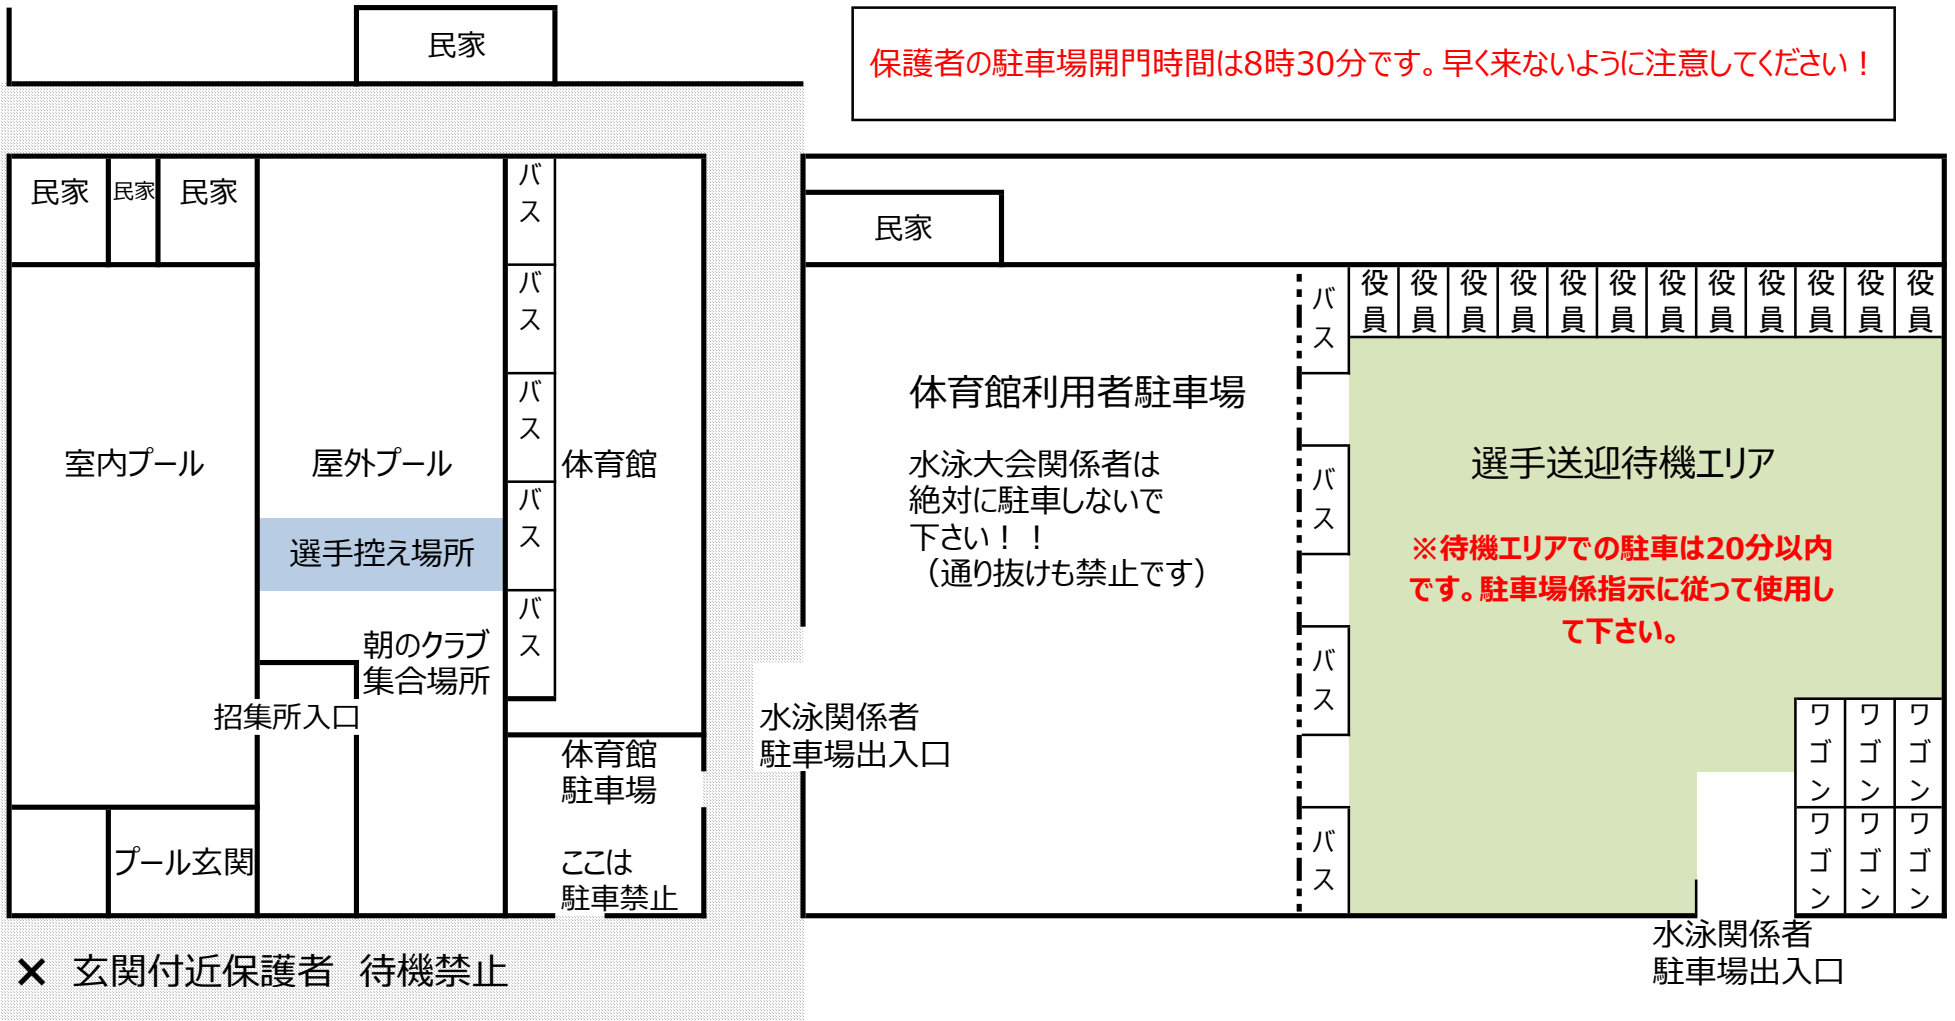 民家
保護者の駐車場開門時間は8時30分です。早く来ないように注意してください！
民家
民家
民家
バス
バス
バス
バス
バス
民家
室内プール
屋外プール
体育館
選手控え場所
朝のクラブ
集合場所
招集所入口
プール玄関
体育館
駐車場
ここは
駐車禁止
水泳関係者
駐車場出入口
体育館利用者駐車場
水泳大会関係者は
絶対に駐車しないで
下さい！！
（通り抜けも禁止です）
バス
バス
バス
バス
役員
役員
役員
役員
役員
役員
役員
役員
役員
役員
役員
役員
選手送迎待機エリア
※待機エリアでの駐車は20分以内
です。駐車場係指示に従って使用し
て下さい。
ワゴン
ワゴン
ワゴン
ワゴン
ワゴン
ワゴン
水泳関係者
駐車場出入口
× 玄関付近保護者　待機禁止